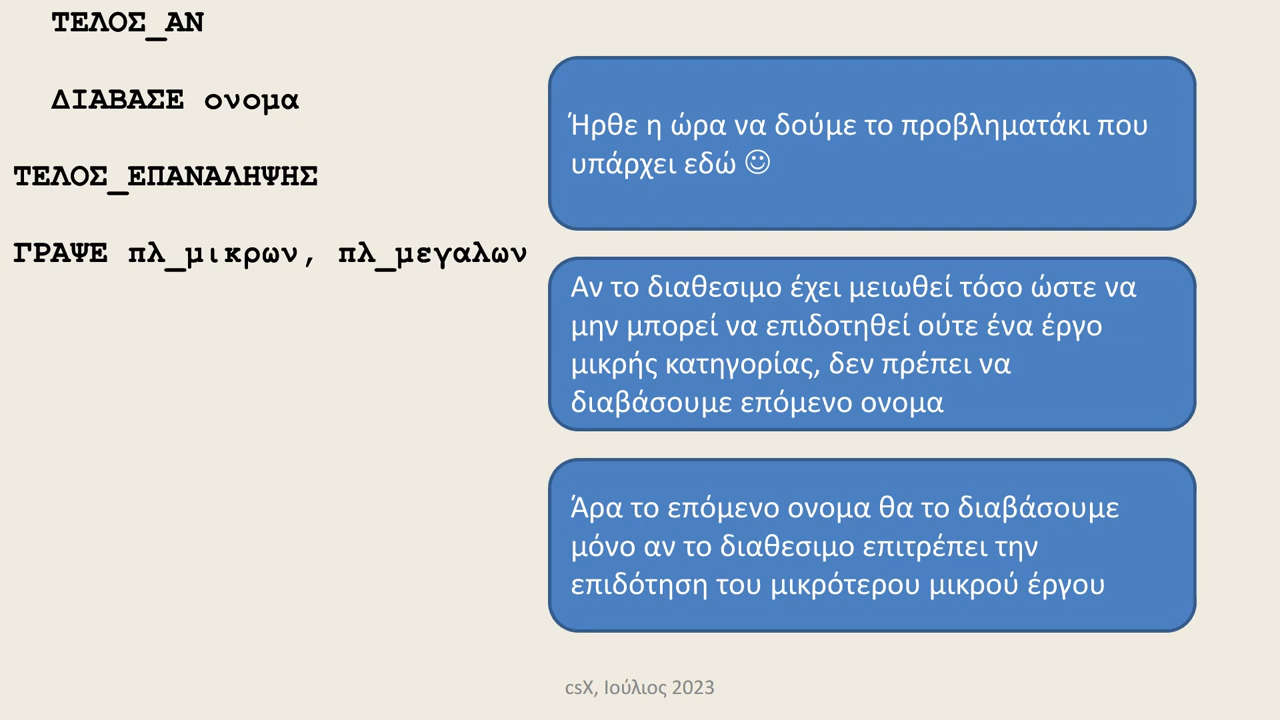 ΤΕΛΟΣ_ΑΝ
ΔΙΑΒΑΣΕ ονομα
ΤΕΛΟΣ_ΕΠΑΝΑΛΗΨΗΣ
ΓΡΑΨΕ πλ_μικρων, πλ_μεγαλων
Ήρθε η ώρα να δούμε το προβληματάκι που
υπάρχει εδώ ☺
Αν το διαθεσιμο έχει μειωθεί τόσο ώστε να
μην μπορεί να επιδοτηθεί ούτε ένα έργο
μικρής κατηγορίας, δεν πρέπει να
διαβάσουμε επόμενο ονομα
Άρα το επόμενο ονομα θα το διαβάσουμε
μόνο αν το διαθεσιμο επιτρέπει την
επιδότηση του μικρότερου μικρού έργου
csX, Ιούλιος 2023